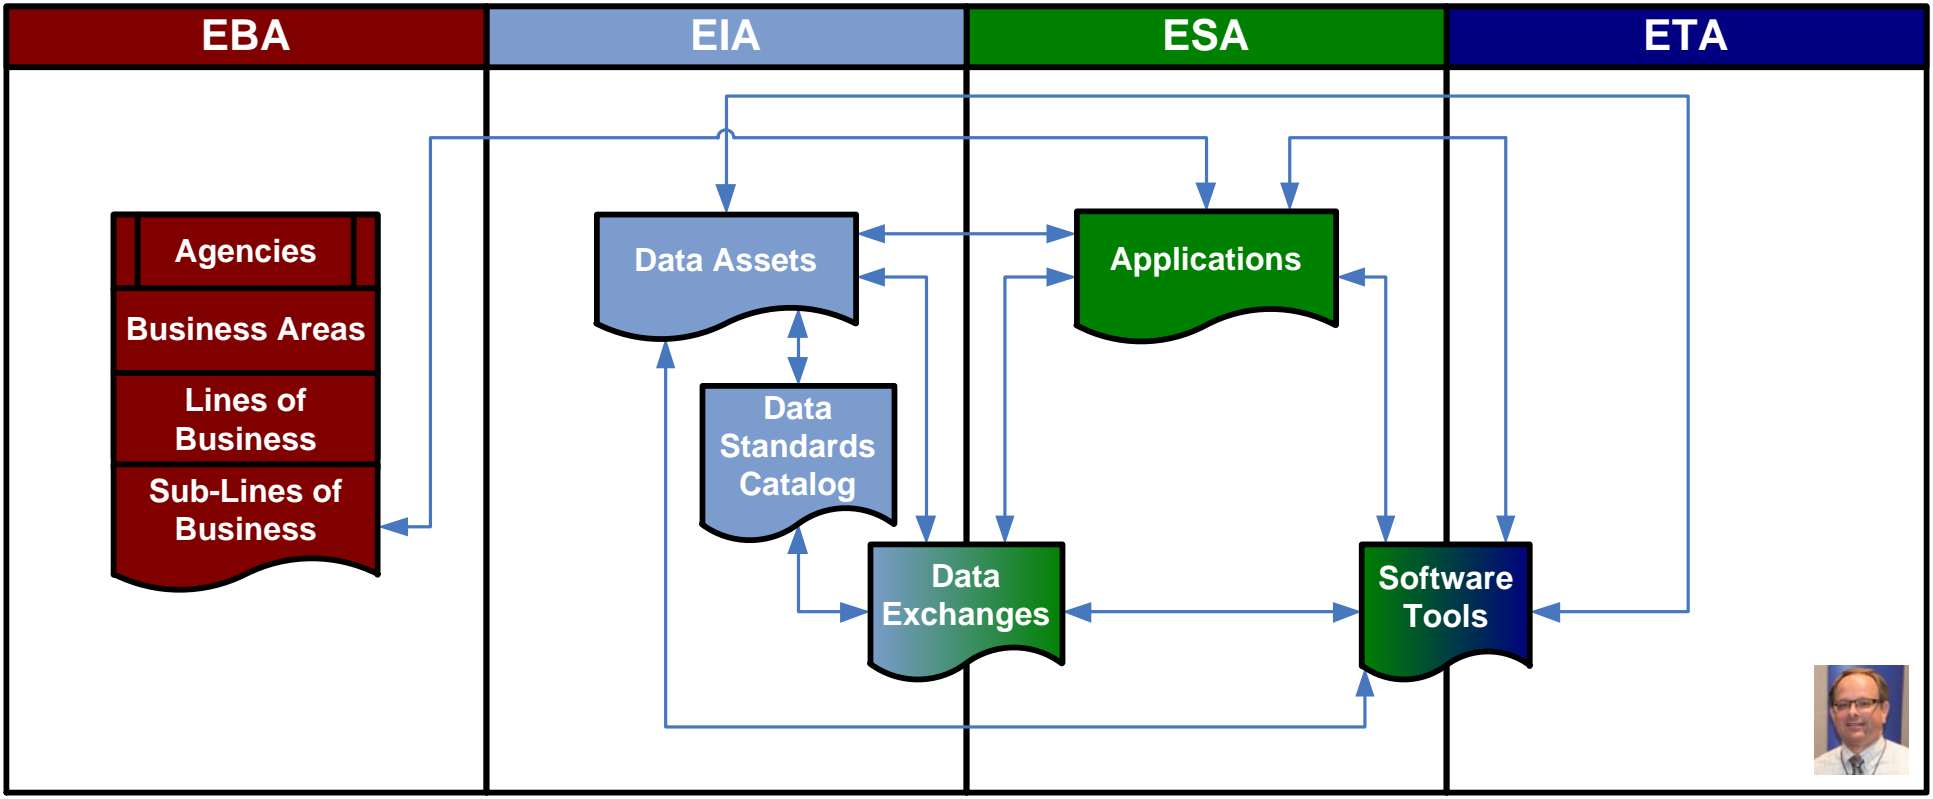 EBA
EIA
ESA
ETA
Agencies
Business Areas
Lines of
Business
Sub-Lines of
Business
Data Assets
Data
Standards
Catalog
Applications
Data
Exchanges
Software
Tools